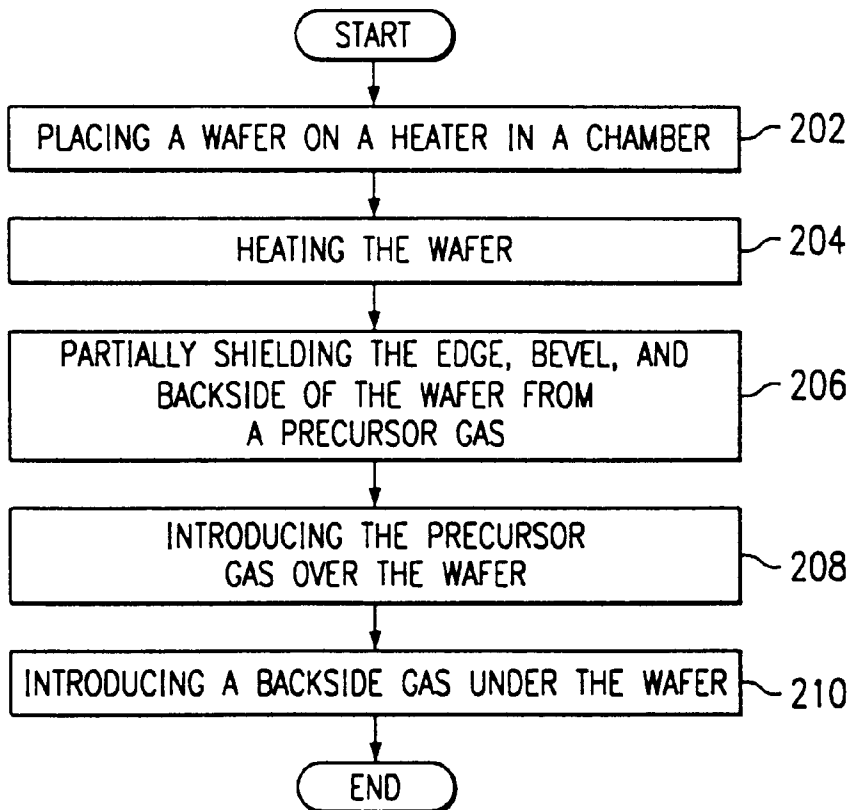 START
PLACING A WAFER ON A HEATER IN A CHAMBER
202
HEATING THE WAFER
204
PARTIALLY SHIELDING THE EDGE, BEVEL, AND
BACKSIDE OF THE WAFER FROM
A PRECURSOR GAS
206
INTRODUCING THE PRECURSOR
GAS OVER THE WAFER
208
INTRODUCING A BACKSIDE GAS UNDER THE WAFER
210
END